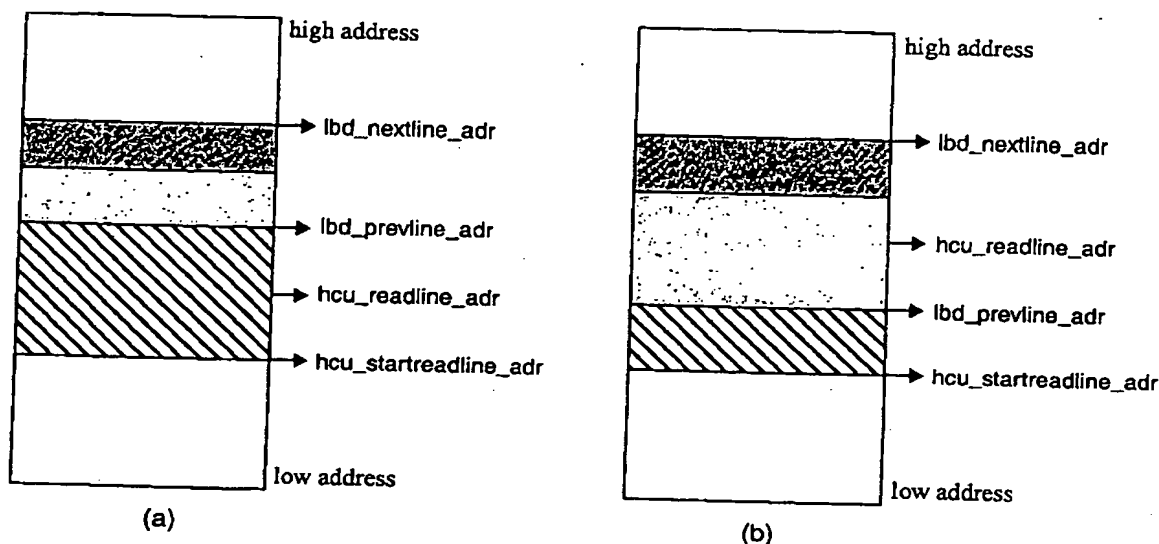 high address
lbd_nextline_adr
lbd_prevline_adr
hcu_readline_adr
hcu_startreadline_adr
low address
(a)
high address
lbd_nextline_adr
hcu_readline_adr
lbd_prevline_adr
hcu_startreadline_adr
low address
(b)